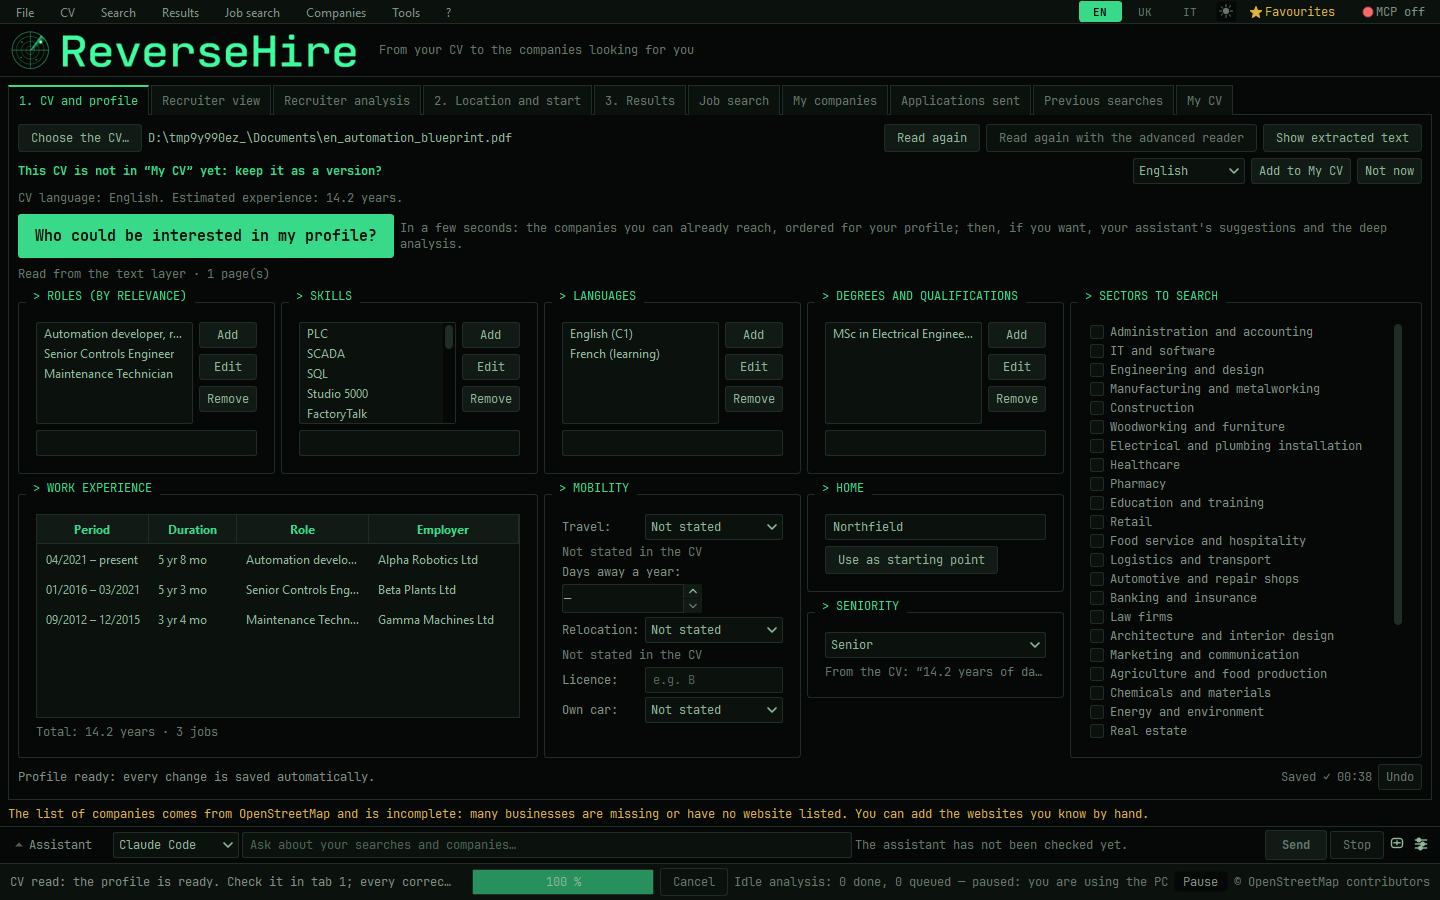 File CV Search Results Job search Companies Tools ? EN UK IT Favourites MCP off
ReverseHire From your CV to the companies looking for you
1. CV and profile Recruiter view Recruiter analysis 2. Location and start 3. Results Job search My companies Applications sent Previous searches My CV
Choose the CV… D:\tmp9y990ez_\Documents\en_automation_blueprint.pdf Read again Read again with the advanced reader Show extracted text
This CV is not in “My CV” yet: keep it as a version? English Add to My CV Not now
CV language: English. Estimated experience: 14.2 years.
Who could be interested in my profile?
In a few seconds: the companies you can already reach, ordered for your profile; then, if you want, your assistant's suggestions and the deep
analysis.
Read from the text layer · 1 page(s)
> ROLES (BY RELEVANCE)
Automation developer, r…
Senior Controls Engineer
Maintenance Technician
Add
Edit
Remove
> SKILLS
PLC
SCADA
SQL
Studio 5000
FactoryTalk
Add
Edit
Remove
> LANGUAGES
English (C1)
French (learning)
Add
Edit
Remove
> DEGREES AND QUALIFICATIONS
MSc in Electrical Enginee…
Add
Edit
Remove
> SECTORS TO SEARCH
Administration and accounting
IT and software
Engineering and design
Manufacturing and metalworking
Construction
Woodworking and furniture
Electrical and plumbing installation
Healthcare
Pharmacy
Education and training
Retail
Food service and hospitality
Logistics and transport
Automotive and repair shops
Banking and insurance
Law firms
Architecture and interior design
Marketing and communication
Agriculture and food production
Chemicals and materials
Energy and environment
Real estate
> WORK EXPERIENCE
Period Duration Role Employer
04/2021 – present 5 yr 8 mo Automation develo… Alpha Robotics Ltd
01/2016 – 03/2021 5 yr 3 mo Senior Controls Eng… Beta Plants Ltd
09/2012 – 12/2015 3 yr 4 mo Maintenance Techn… Gamma Machines Ltd
Total: 14.2 years · 3 jobs
> MOBILITY
Travel: Not stated
Not stated in the CV
Days away a year:
—
Relocation: Not stated
Not stated in the CV
Licence: e.g. B
Own car: Not stated
> HOME
Northfield
Use as starting point
> SENIORITY
Senior
From the CV: “14.2 years of da…
Profile ready: every change is saved automatically. Saved ✓ 00:38 Undo
The list of companies comes from OpenStreetMap and is incomplete: many businesses are missing or have no website listed. You can add the websites you know by hand.
Assistant Claude Code Ask about your searches and companies… The assistant has not been checked yet. Send Stop
CV read: the profile is ready. Check it in tab 1; every correc… 100 % Cancel Idle analysis: 0 done, 0 queued — paused: you are using the PC Pause © OpenStreetMap contributors